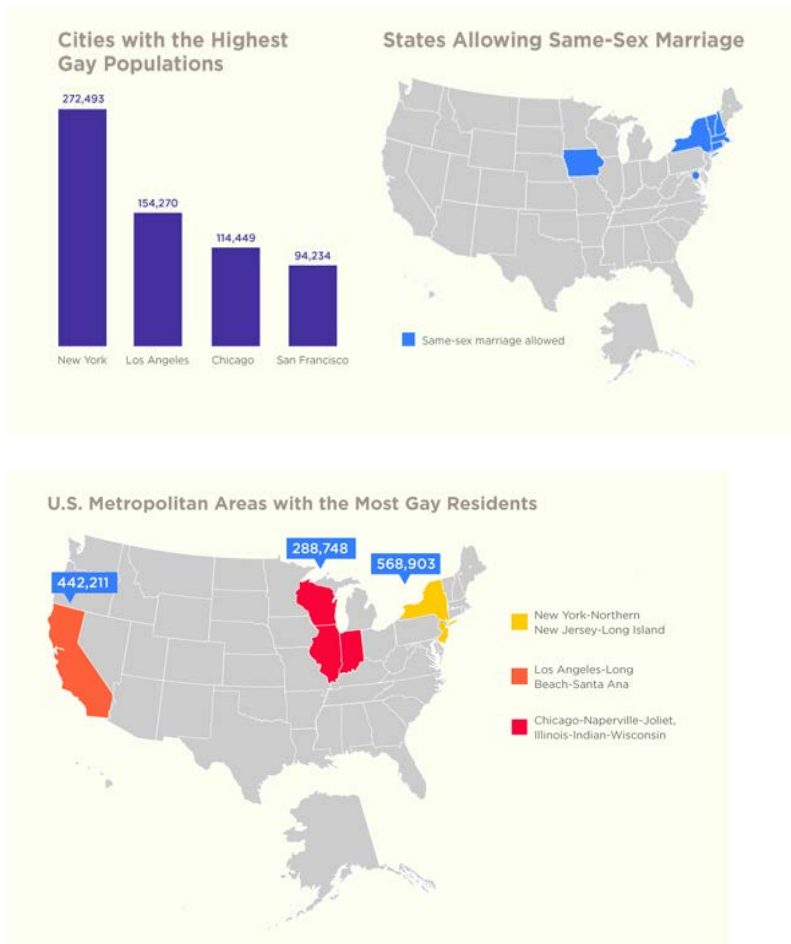 Cities with the Highest
Gay Populations
272,493
154,270
114,449
94,234
New York
Los Angeles
Chicago
San Francisco
States Allowing Same-Sex Marriage
Same-sex marriage allowed
U.S. Metropolitan Areas with the Most Gay Residents
288,748
568,903
442,211
New York-Northern
New Jersey-Long Island
Los Angeles-Long
Beach-Santa Ana
Chicago-Naperville-Joliet,
Illinois-Indian-Wisconsin